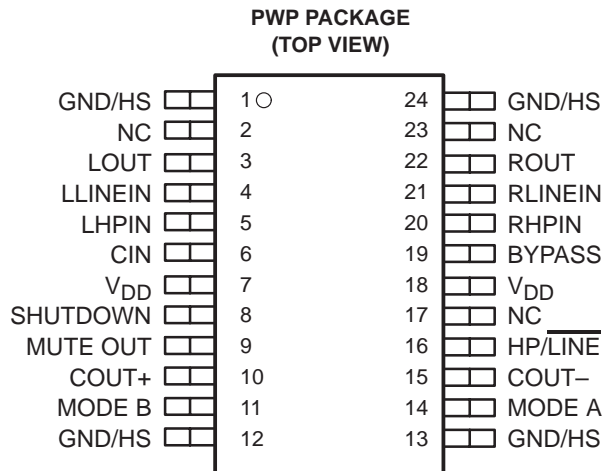 PWP PACKAGE
(TOP VIEW)
GND/HS 1 24 GND/HS
NC 2 23 NC
LOUT 3 22 ROUT
LLINEIN 4 21 RLINEIN
LHPIN 5 20 RHPIN
CIN 6 19 BYPASS
VDD 7 18 VDD
SHUTDOWN 8 17 NC
MUTE OUT 9 16 HP/LINE
COUT+ 10 15 COUT–
MODE B 11 14 MODE A
GND/HS 12 13 GND/HS